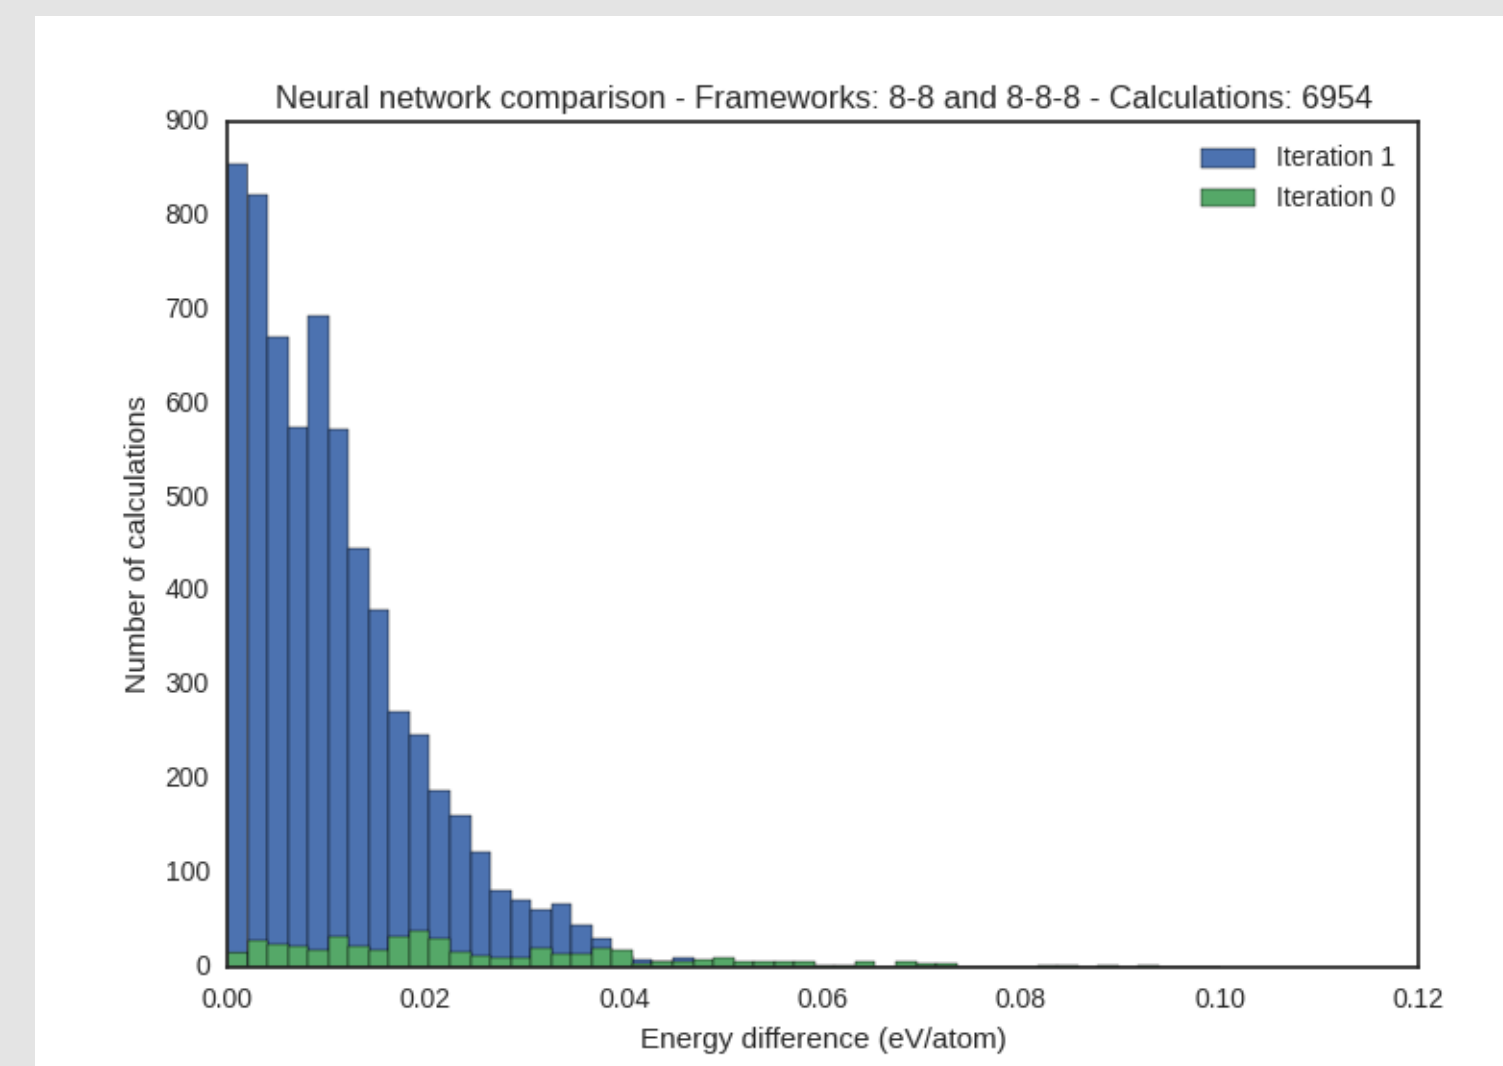 Neural network comparison - Frameworks: 8-8 and 8-8-8 - Calculations: 6954
900
800
700
600
500
400
300
200
100
0
Number of calculations
Iteration 1
Iteration 0
0.00 0.02 0.04 0.06 0.08 0.10 0.12
Energy difference (eV/atom)